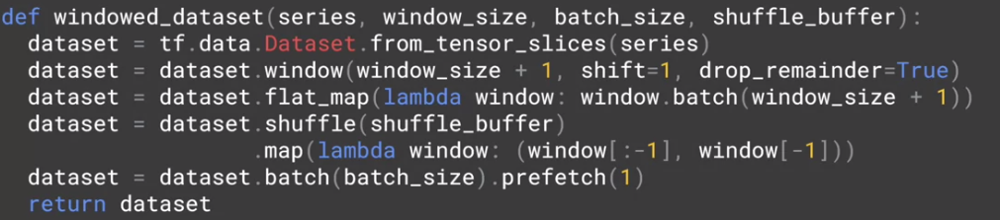 def windowed_dataset(series, window_size, batch_size, shuffle_buffer):
  dataset = tf.data.Dataset.from_tensor_slices(series)
  dataset = dataset.window(window_size + 1, shift=1, drop_remainder=True)
  dataset = dataset.flat_map(lambda window: window.batch(window_size + 1))
  dataset = dataset.shuffle(shuffle_buffer)
                   .map(lambda window: (window[:-1], window[-1]))
  dataset = dataset.batch(batch_size).prefetch(1)
  return dataset